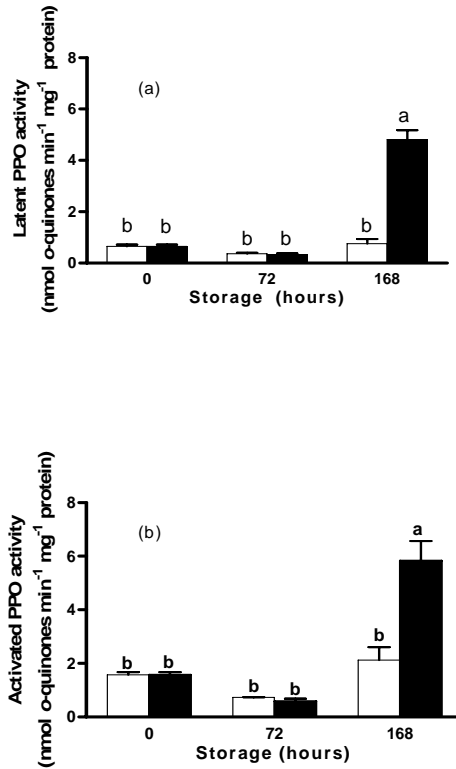 Latent PPO activity
(nmol o-quinones min⁻¹ mg⁻¹ protein)
8
6
4
2
0
(a)
b b
b b
b a
0 72 168
Storage (hours)
Activated PPO activity
(nmol o-quinones min⁻¹ mg⁻¹ protein)
8
6
4
2
0
(b)
b b
b b
b a
0 72 168
Storage (hours)